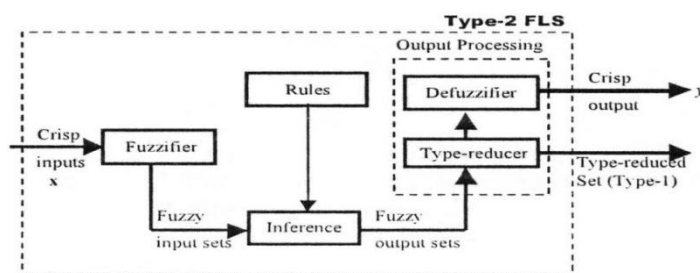 Type-2 FLS
Output Processing
Rules
Defuzzifier
Crisp
output
Crisp
inputs
x
Fuzzifier
Type-reducer
Type-reduced
Set (Type-1)
Fuzzy
input sets
Inference
Fuzzy
output sets